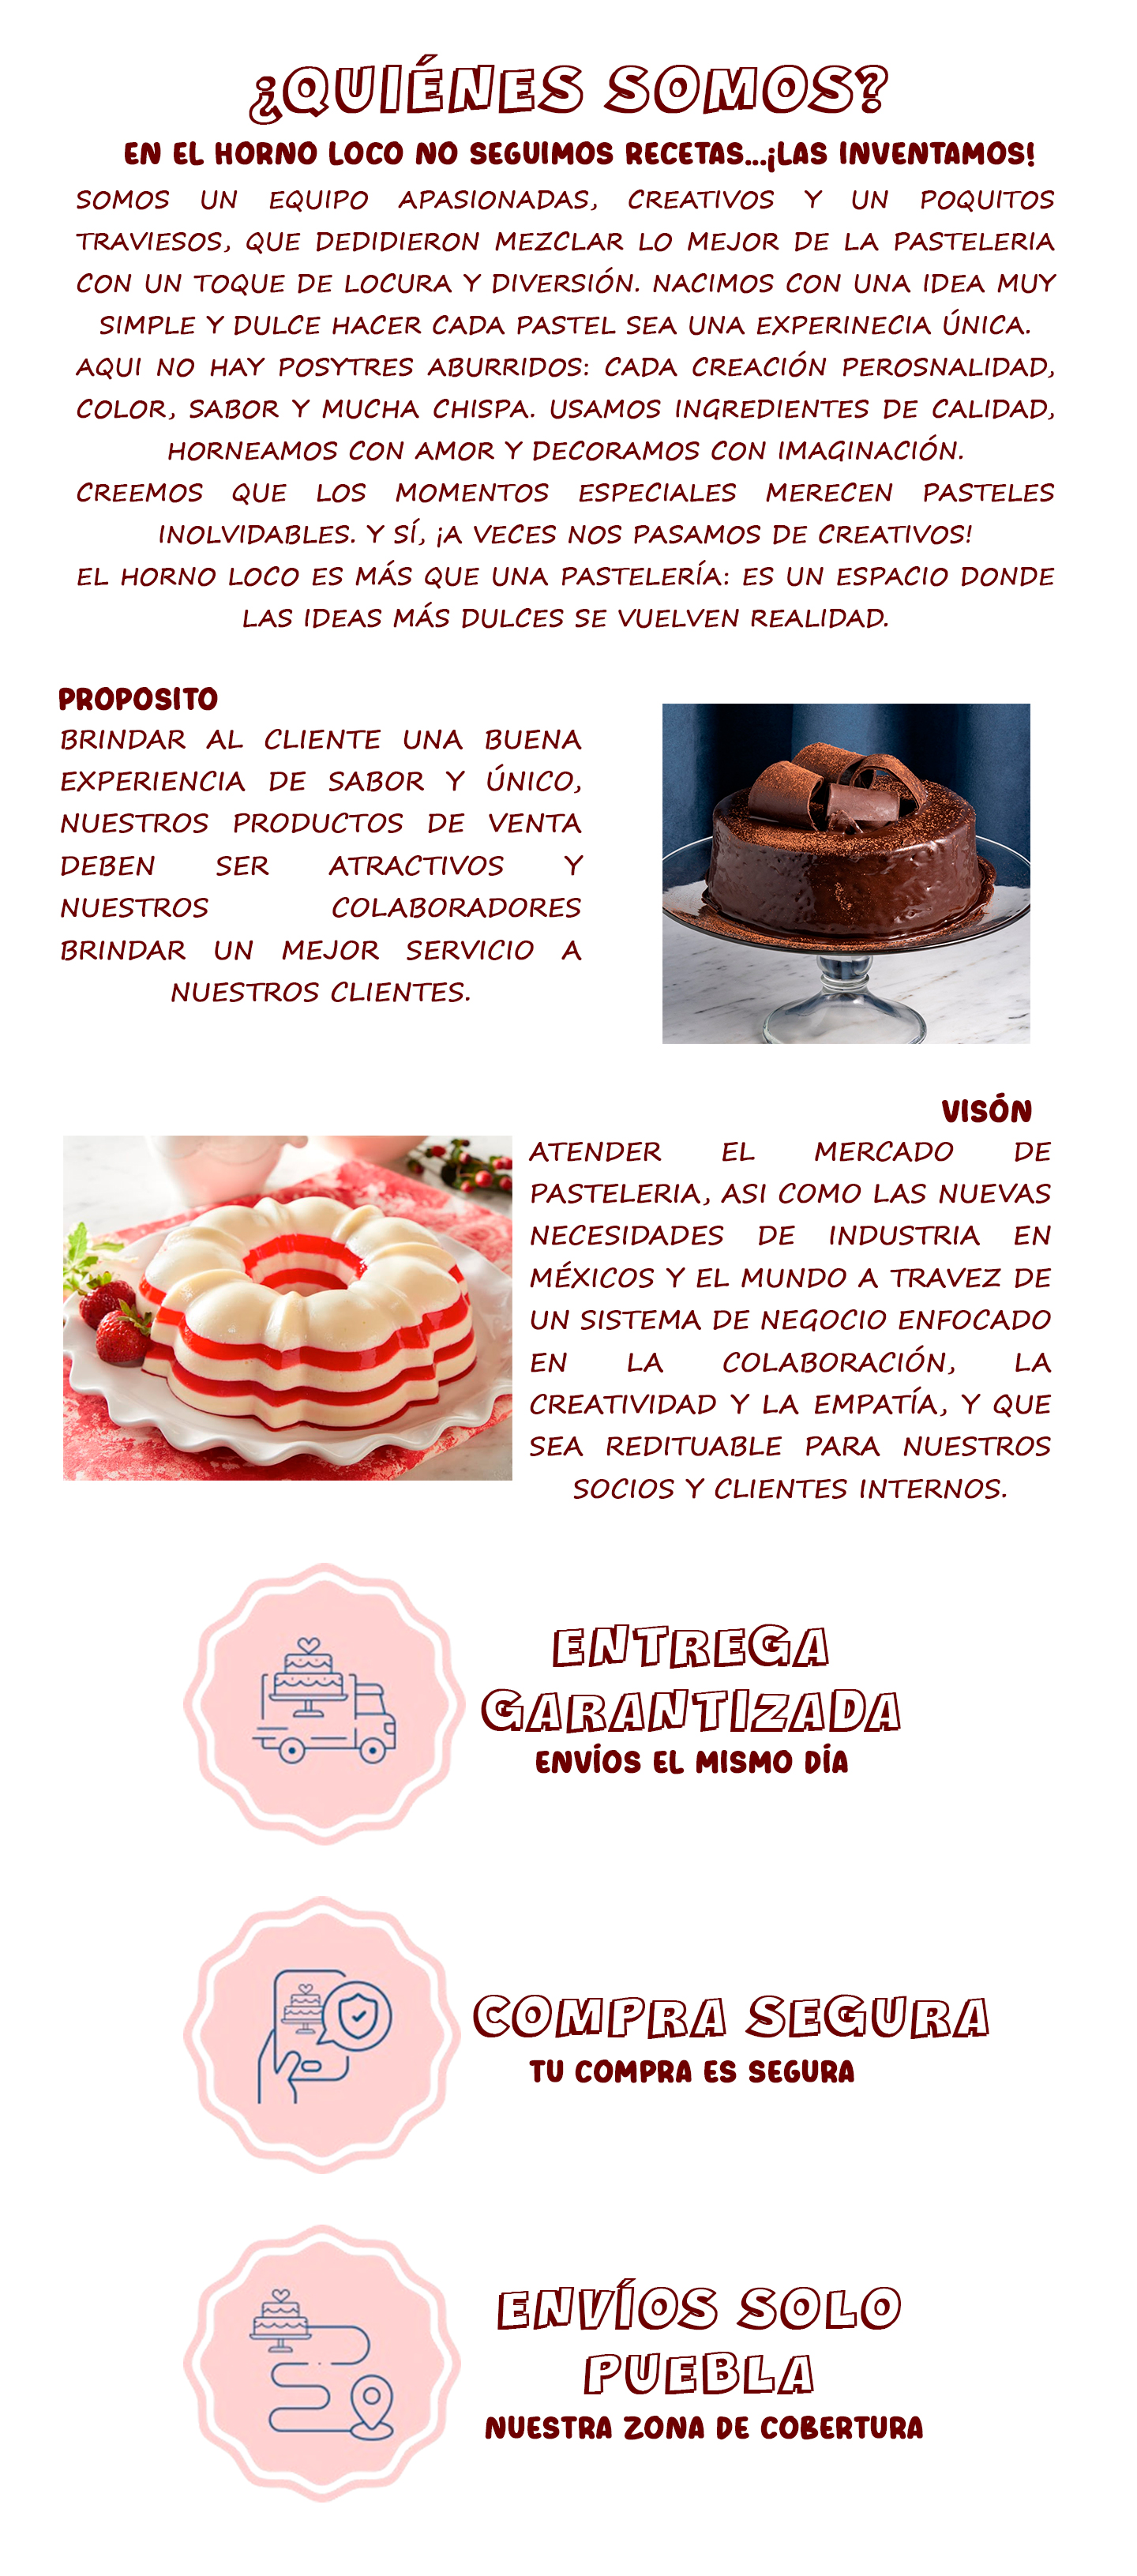 ¿QUIÉNES SOMOS?
EN EL HORNO LOCO NO SEGUIMOS RECETAS...¡LAS INVENTAMOS!
SOMOS UN EQUIPO APASIONADAS, CREATIVOS Y UN POQUITOS
TRAVIESOS, QUE DEDIDIERON MEZCLAR LO MEJOR DE LA PASTELERIA
CON UN TOQUE DE LOCURA Y DIVERSIÓN. NACIMOS CON UNA IDEA MUY
SIMPLE Y DULCE HACER CADA PASTEL SEA UNA EXPERINECIA ÚNICA.
AQUI NO HAY POSYTRES ABURRIDOS: CADA CREACIÓN PEROSNALIDAD,
COLOR, SABOR Y MUCHA CHISPA. USAMOS INGREDIENTES DE CALIDAD,
HORNEAMOS CON AMOR Y DECORAMOS CON IMAGINACIÓN.
CREEMOS QUE LOS MOMENTOS ESPECIALES MERECEN PASTELES
INOLVIDABLES. Y SÍ, ¡A VECES NOS PASAMOS DE CREATIVOS!
EL HORNO LOCO ES MÁS QUE UNA PASTELERÍA: ES UN ESPACIO DONDE
LAS IDEAS MÁS DULCES SE VUELVEN REALIDAD.
PROPOSITO
BRINDAR AL CLIENTE UNA BUENA
EXPERIENCIA DE SABOR Y ÚNICO,
NUESTROS PRODUCTOS DE VENTA
DEBEN SER ATRACTIVOS Y
NUESTROS COLABORADORES
BRINDAR UN MEJOR SERVICIO A
NUESTROS CLIENTES.
VISÓN
ATENDER EL MERCADO DE
PASTELERIA, ASI COMO LAS NUEVAS
NECESIDADES DE INDUSTRIA EN
MÉXICOS Y EL MUNDO A TRAVEZ DE
UN SISTEMA DE NEGOCIO ENFOCADO
EN LA COLABORACIÓN, LA
CREATIVIDAD Y LA EMPATÍA, Y QUE
SEA REDITUABLE PARA NUESTROS
SOCIOS Y CLIENTES INTERNOS.
ENTREGA
GARANTIZADA
ENVÍOS EL MISMO DÍA
COMPRA SEGURA
TU COMPRA ES SEGURA
ENVÍOS SOLO
PUEBLA
NUESTRA ZONA DE COBERTURA